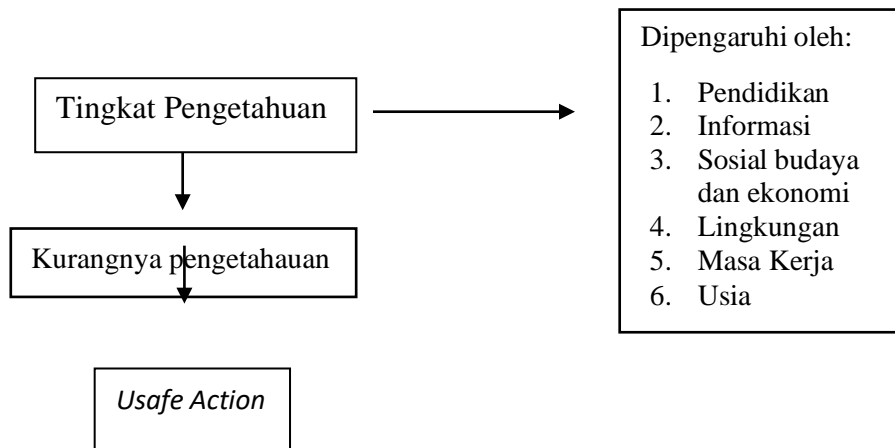 Tingkat Pengetahuan
Kurangnya pengetahauan
Usafe Action
Dipengaruhi oleh:
1. Pendidikan
2. Informasi
3. Sosial budaya
dan ekonomi
4. Lingkungan
5. Masa Kerja
6. Usia